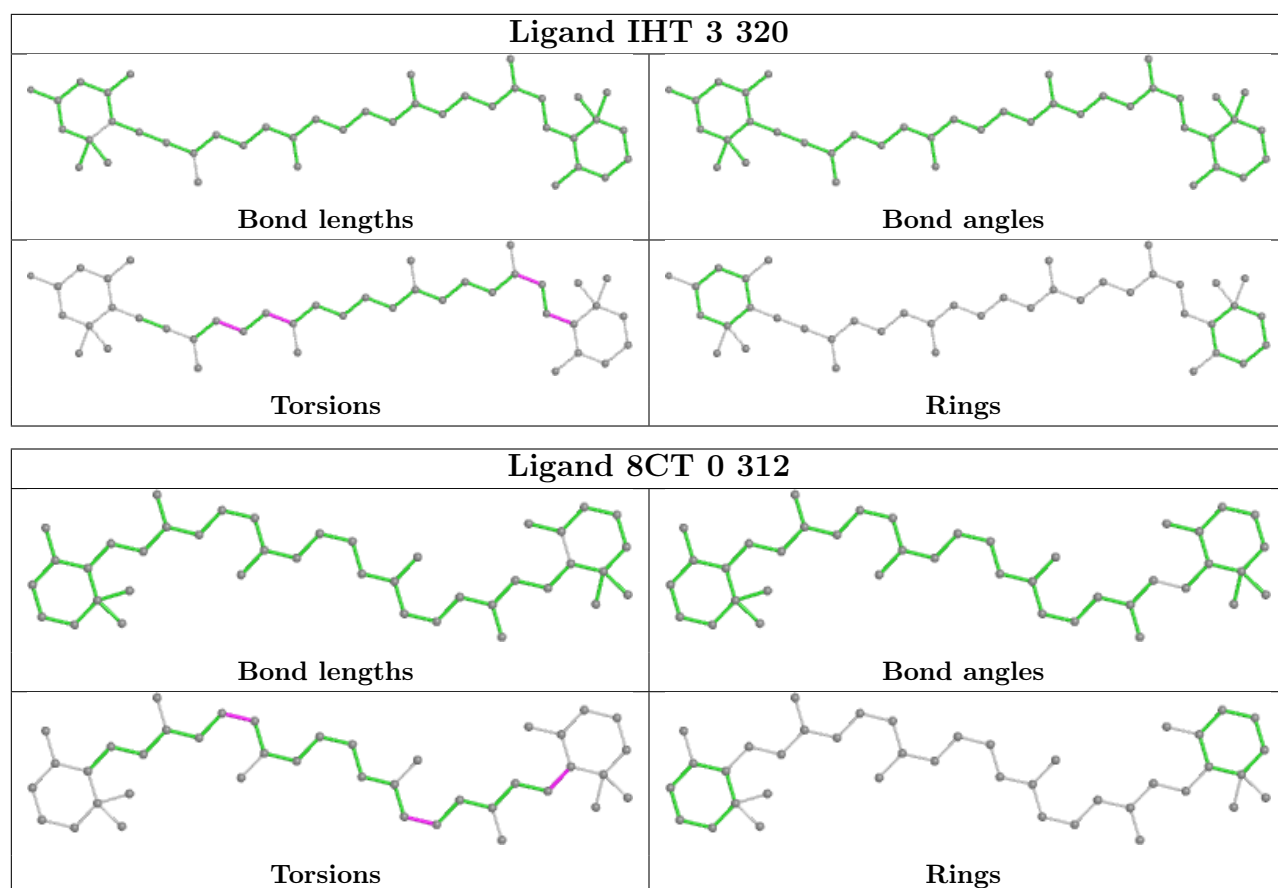 Ligand IHT 3 320
Bond lengths
Bond angles
Torsions
Rings
Ligand 8CT 0 312
Bond lengths
Bond angles
Torsions
Rings